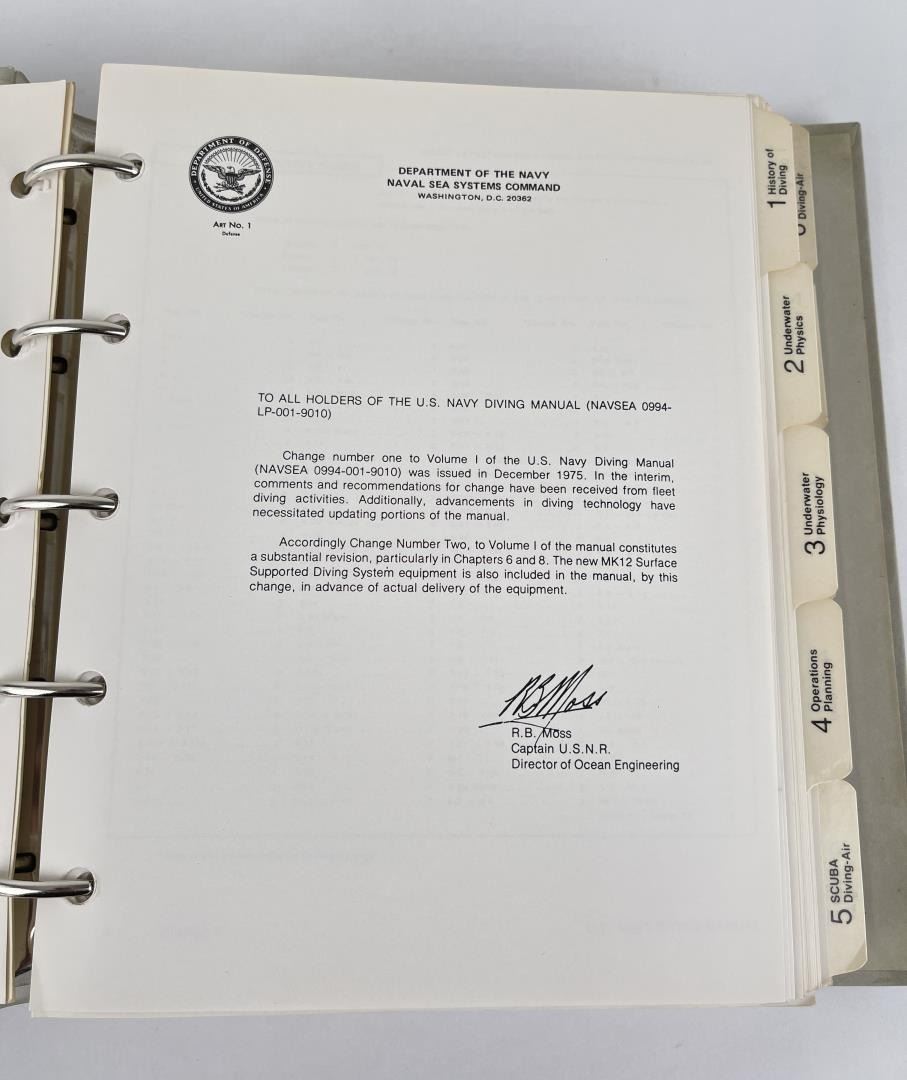 DEPARTMENT OF DEFENSE
UNITED STATES OF AMERICA
ART NO. 1
Defense
DEPARTMENT OF THE NAVY
NAVAL SEA SYSTEMS COMMAND
WASHINGTON, D.C. 20362
TO ALL HOLDERS OF THE U.S. NAVY DIVING MANUAL (NAVSEA 0994-
LP-001-9010)
Change number one to Volume I of the U.S. Navy Diving Manual
(NAVSEA 0994-001-9010) was issued in December 1975. In the interim,
comments and recommendations for change have been received from fleet
diving activities. Additionally, advancements in diving technology have
necessitated updating portions of the manual.
Accordingly Change Number Two, to Volume I of the manual constitutes
a substantial revision, particularly in Chapters 6 and 8. The new MK12 Surface
Supported Diving System equipment is also included in the manual, by this
change, in advance of actual delivery of the equipment.
RB Moss
R.B. Moss
Captain U.S.N.R.
Director of Ocean Engineering
1 History of
Diving
Diving-Air
2 Underwater
Physics
3 Underwater
Physiology
4 Operations
Planning
5 SCUBA
Diving-Air